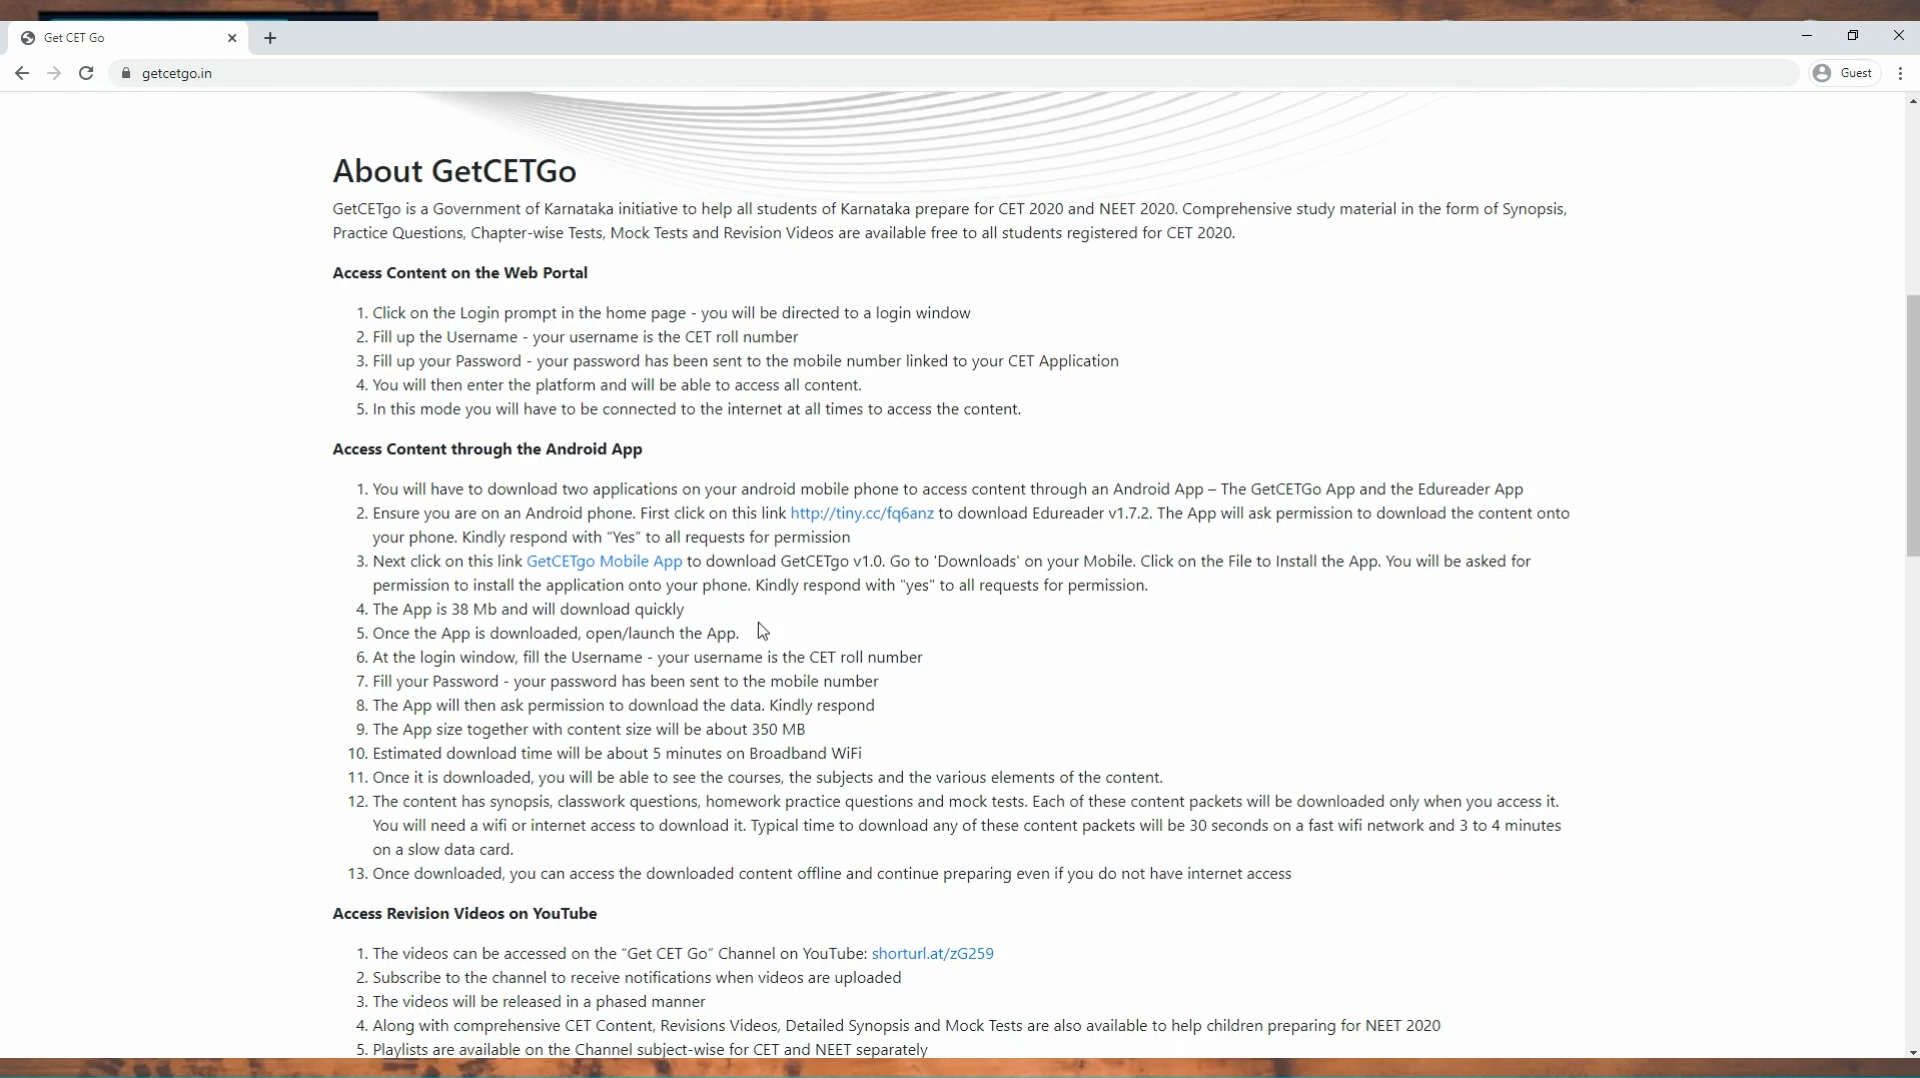 Get CET Go
getcetgo.in
Guest
About GetCETGo
GetCETgo is a Government of Karnataka initiative to help all students of Karnataka prepare for CET 2020 and NEET 2020. Comprehensive study material in the form of Synopsis,
Practice Questions, Chapter-wise Tests, Mock Tests and Revision Videos are available free to all students registered for CET 2020.
Access Content on the Web Portal
1. Click on the Login prompt in the home page - you will be directed to a login window
2. Fill up the Username - your username is the CET roll number
3. Fill up your Password - your password has been sent to the mobile number linked to your CET Application
4. You will then enter the platform and will be able to access all content.
5. In this mode you will have to be connected to the internet at all times to access the content.
Access Content through the Android App
1. You will have to download two applications on your android mobile phone to access content through an Android App – The GetCETGo App and the Edureader App
2. Ensure you are on an Android phone. First click on this link http://tiny.cc/fq6anz to download Edureader v1.7.2. The App will ask permission to download the content onto
your phone. Kindly respond with “Yes” to all requests for permission
3. Next click on this link GetCETgo Mobile App to download GetCETgo v1.0. Go to 'Downloads' on your Mobile. Click on the File to Install the App. You will be asked for
permission to install the application onto your phone. Kindly respond with "yes" to all requests for permission.
4. The App is 38 Mb and will download quickly
5. Once the App is downloaded, open/launch the App.
6. At the login window, fill the Username - your username is the CET roll number
7. Fill your Password - your password has been sent to the mobile number
8. The App will then ask permission to download the data. Kindly respond
9. The App size together with content size will be about 350 MB
10. Estimated download time will be about 5 minutes on Broadband WiFi
11. Once it is downloaded, you will be able to see the courses, the subjects and the various elements of the content.
12. The content has synopsis, classwork questions, homework practice questions and mock tests. Each of these content packets will be downloaded only when you access it.
You will need a wifi or internet access to download it. Typical time to download any of these content packets will be 30 seconds on a fast wifi network and 3 to 4 minutes
on a slow data card.
13. Once downloaded, you can access the downloaded content offline and continue preparing even if you do not have internet access
Access Revision Videos on YouTube
1. The videos can be accessed on the “Get CET Go” Channel on YouTube: shorturl.at/zG259
2. Subscribe to the channel to receive notifications when videos are uploaded
3. The videos will be released in a phased manner
4. Along with comprehensive CET Content, Revisions Videos, Detailed Synopsis and Mock Tests are also available to help children preparing for NEET 2020
5. Playlists are available on the Channel subject-wise for CET and NEET separately